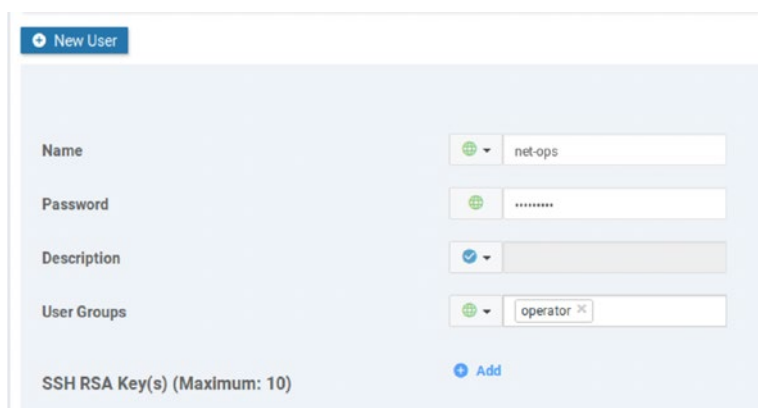 New User
Name
net-ops
Password
•••••••••
Description
User Groups
operator
SSH RSA Key(s) (Maximum: 10)
Add